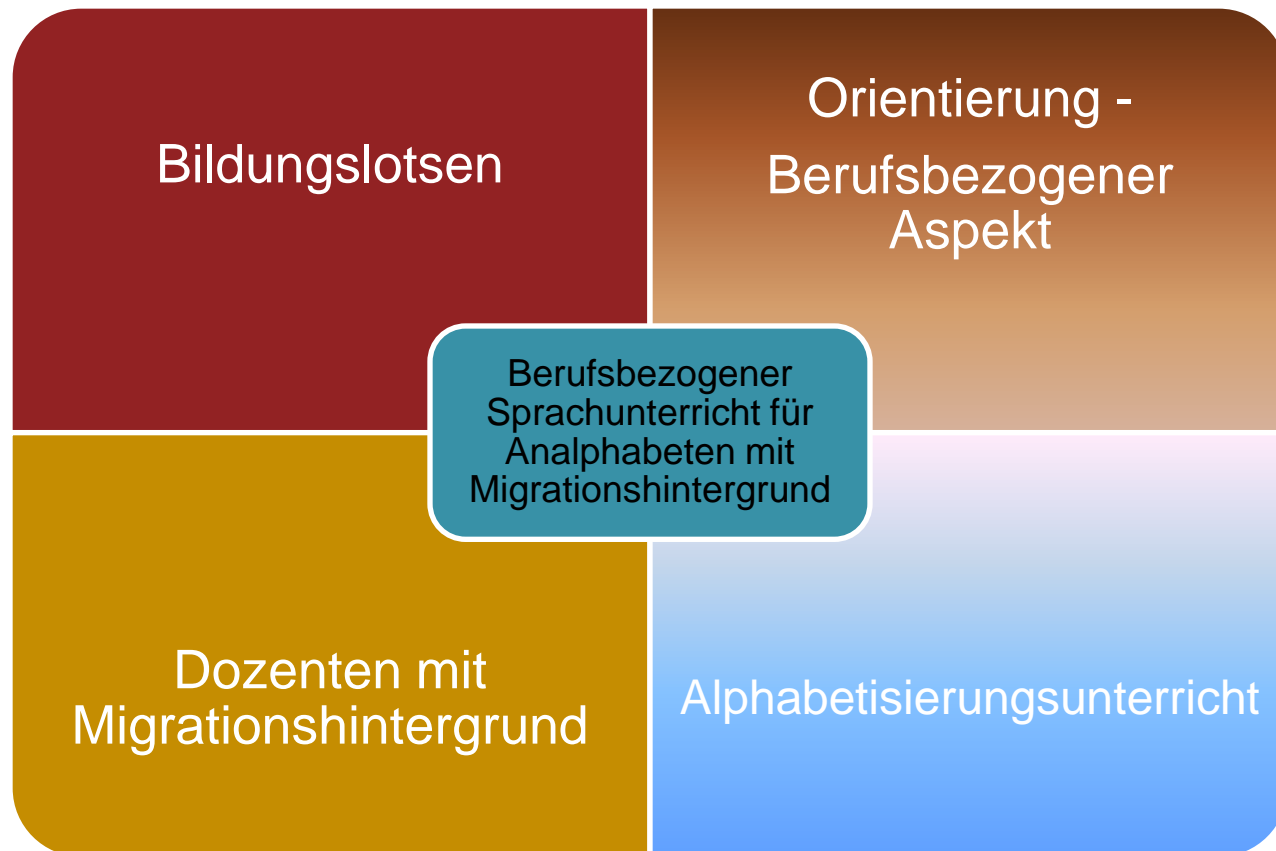 Bildungslotsen
Orientierung -
Berufsbezogener
Aspekt
Berufsbezogener
Sprachunterricht für
Analphabeten mit
Migrationshintergrund
Dozenten mit
Migrationshintergrund
Alphabetisierungsunterricht